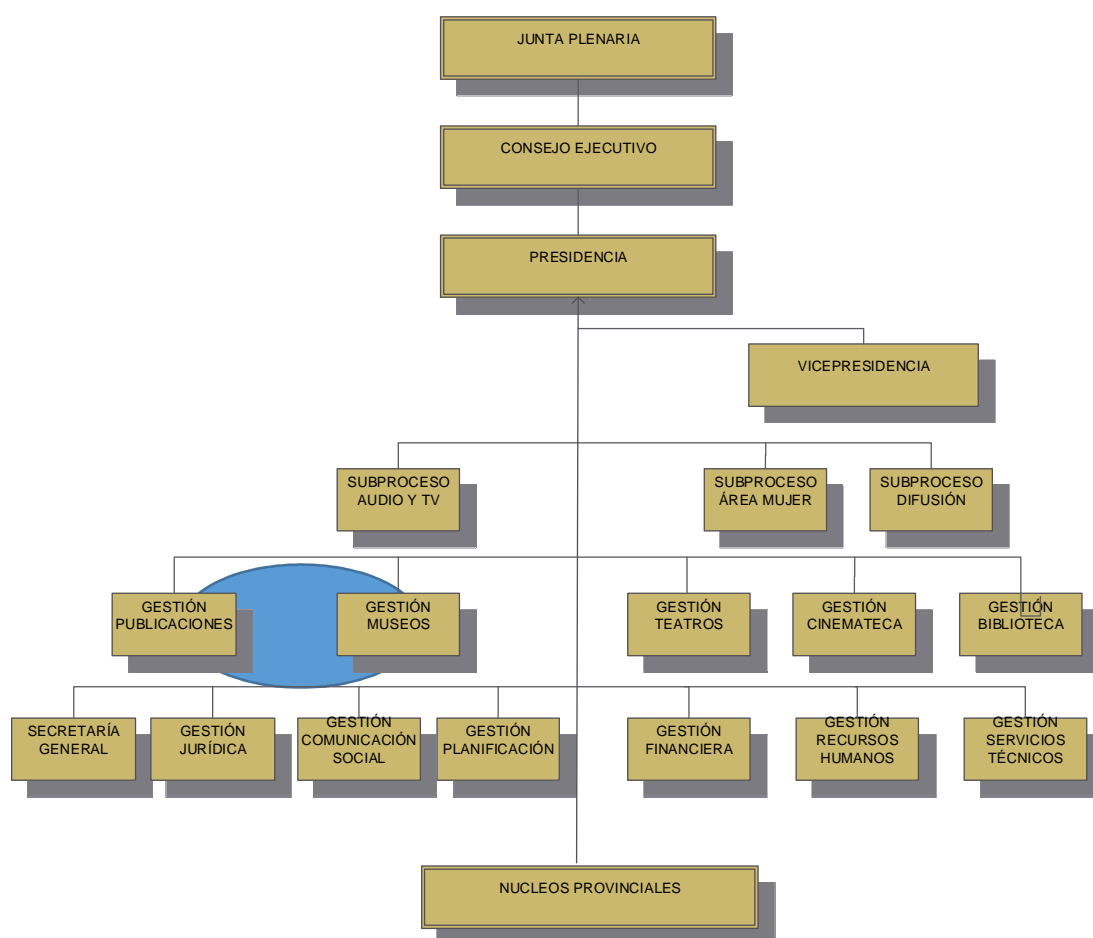 JUNTA PLENARIA
CONSEJO EJECUTIVO
PRESIDENCIA
VICEPRESIDENCIA
SUBPROCESO
AUDIO Y TV
SUBPROCESO
ÁREA MUJER
SUBPROCESO
DIFUSIÓN
GESTIÓN
PUBLICACIONES
GESTIÓN
MUSEOS
GESTIÓN
TEATROS
GESTIÓN
CINEMATECA
GESTIÓN
BIBLIOTECA
SECRETARÍA
GENERAL
GESTIÓN
JURÍDICA
GESTIÓN
COMUNICACIÓN
SOCIAL
GESTIÓN
PLANIFICACIÓN
GESTIÓN
FINANCIERA
GESTIÓN
RECURSOS
HUMANOS
GESTIÓN
SERVICIOS
TÉCNICOS
NUCLEOS PROVINCIALES